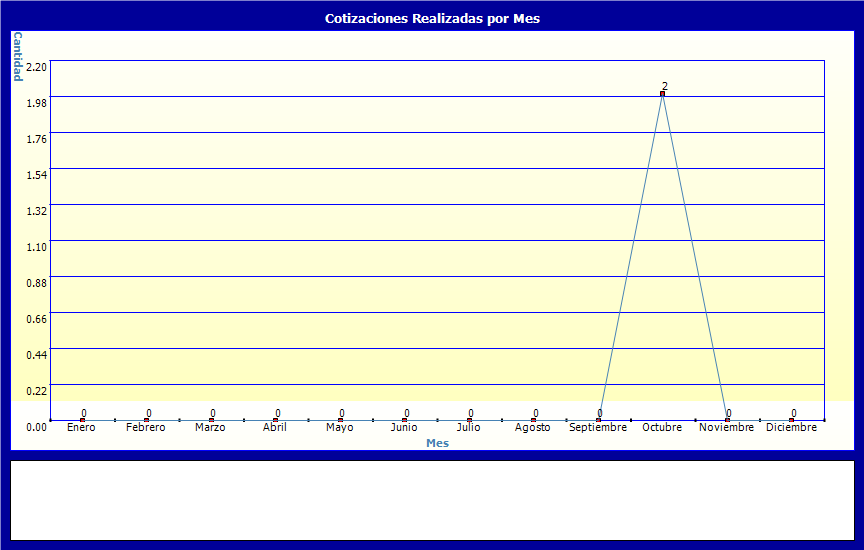 Cotizaciones Realizadas por Mes
Cantidad
2.20
1.98
1.76
1.54
1.32
1.10
0.88
0.66
0.44
0.22
0.00
2
0 0 0 0 0 0 0 0 0 0 0
Enero Febrero Marzo Abril Mayo Junio Julio Agosto Septiembre Octubre Noviembre Diciembre
Mes